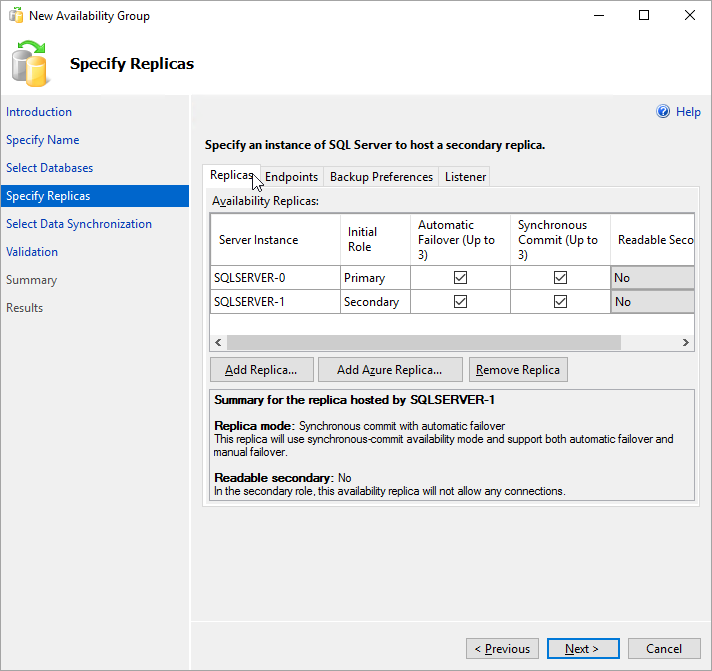 New Availability Group
Specify Replicas
Introduction
Specify Name
Select Databases
Specify Replicas
Select Data Synchronization
Validation
Summary
Results
Help
Specify an instance of SQL Server to host a secondary replica.
Replicas Endpoints Backup Preferences Listener
Availability Replicas:
Server Instance
Initial
Role
Automatic
Failover (Up to
3)
Synchronous
Commit (Up to
3)
Readable Seco
SQLSERVER-0 Primary No
SQLSERVER-1 Secondary No
Add Replica... Add Azure Replica... Remove Replica
Summary for the replica hosted by SQLSERVER-1
Replica mode: Synchronous commit with automatic failover
This replica will use synchronous-commit availability mode and support both automatic failover and
manual failover.
Readable secondary: No
In the secondary role, this availability replica will not allow any connections.
< Previous Next > Cancel